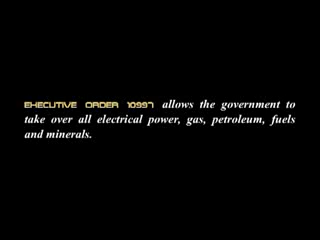 EXECUTIVE ORDER 10997 allows the government to
take over all electrical power, gas, petroleum, fuels
and minerals.